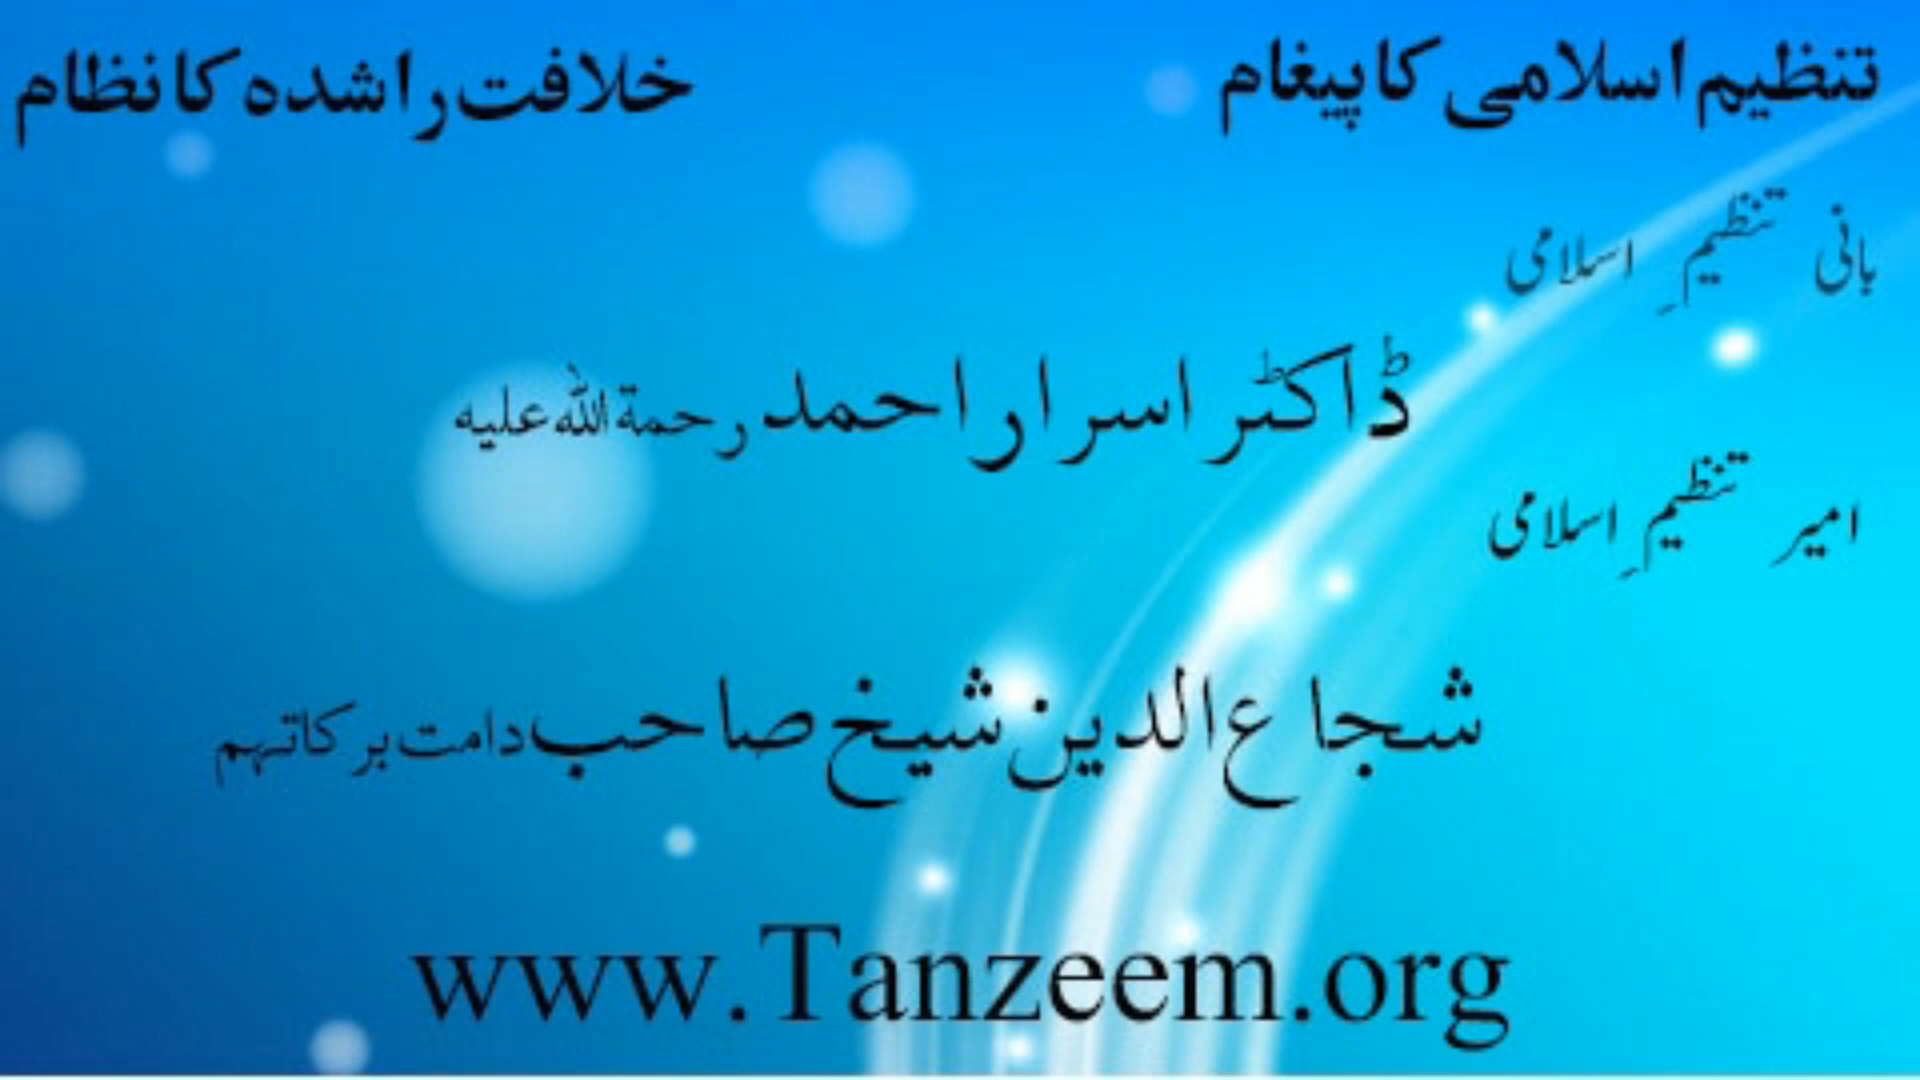 تنظیم اسلامی کا پیغام
خلافت راشدہ کا نظام
بانی تنظیمِ اسلامی
ڈاکٹر اسرار احمد رحمة اللہ علیہ
امیر تنظیمِ اسلامی
شجاع الدین شیخ صاحب دامت برکاتہم
www.Tanzeem.org